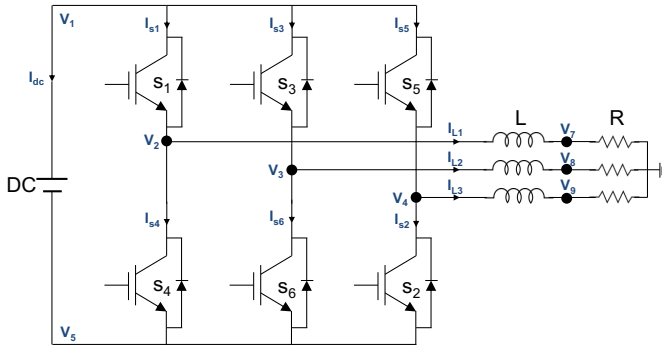 V1
Is1
Is3
Is5
Idc
S1
S3
S5
L
R
V2
IL1
V7
V3
IL2
V8
DC
V4
IL3
V9
Is4
Is6
Is2
S4
S6
S2
V5